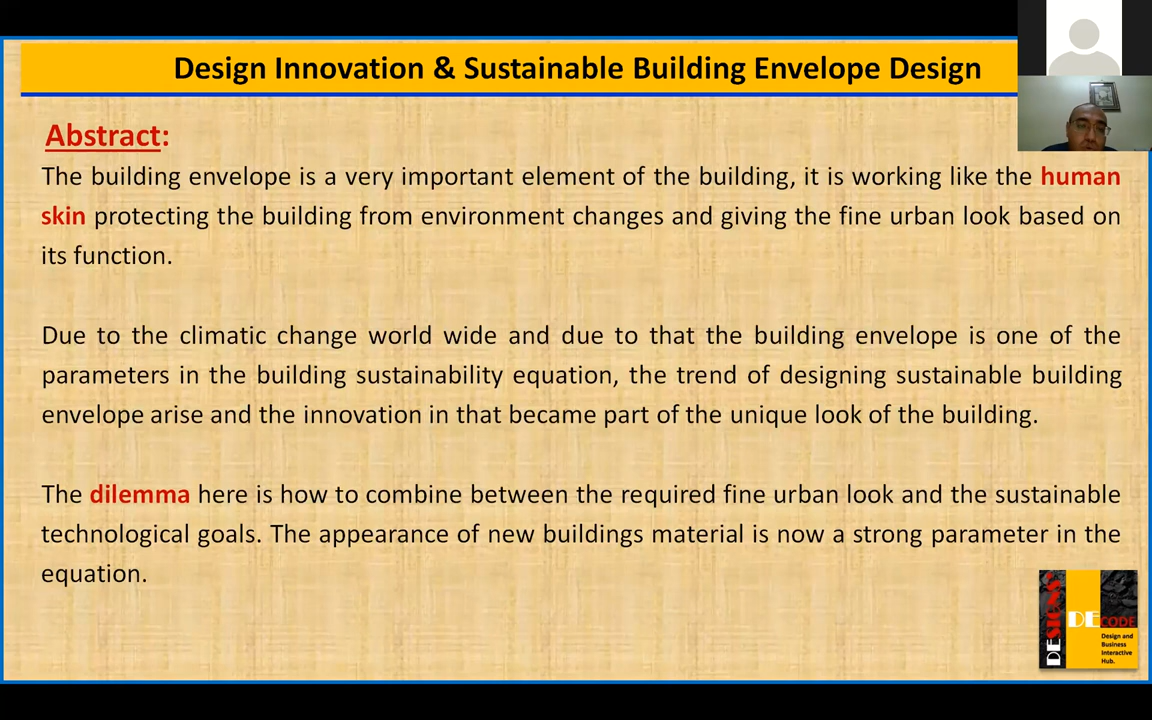 Design Innovation & Sustainable Building Envelope Design
Abstract:
The building envelope is a very important element of the building, it is working like the human
skin protecting the building from environment changes and giving the fine urban look based on
its function.
Due to the climatic change world wide and due to that the building envelope is one of the
parameters in the building sustainability equation, the trend of designing sustainable building
envelope arise and the innovation in that became part of the unique look of the building.
The dilemma here is how to combine between the required fine urban look and the sustainable
technological goals. The appearance of new buildings material is now a strong parameter in the
equation.
DESIGNS
DECODE
Design and
Business
Interactive
Hub.